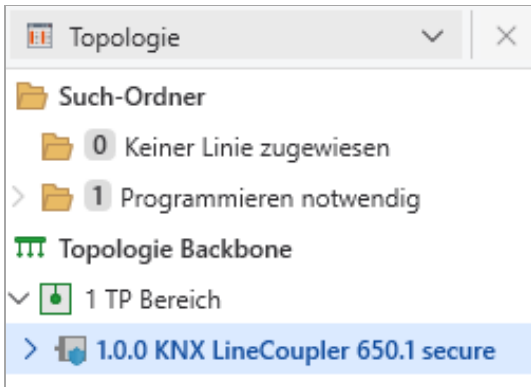 Topologie
Such-Ordner
0 Keiner Linie zugewiesen
1 Programmieren notwendig
Topologie Backbone
1 TP Bereich
1.0.0 KNX LineCoupler 650.1 secure